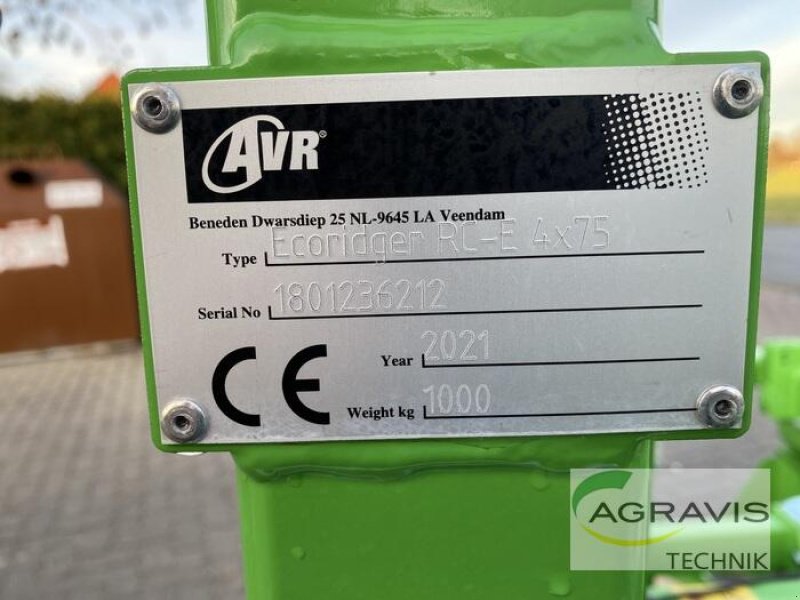 AVR®
Beneden Dwarsdiep 25 NL-9645 LA Veendam
Type Ecoridger RC-E 4x75
Serial No 1801236212
CE
Year 2021
Weight kg 1000
AGRAVIS
TECHNIK